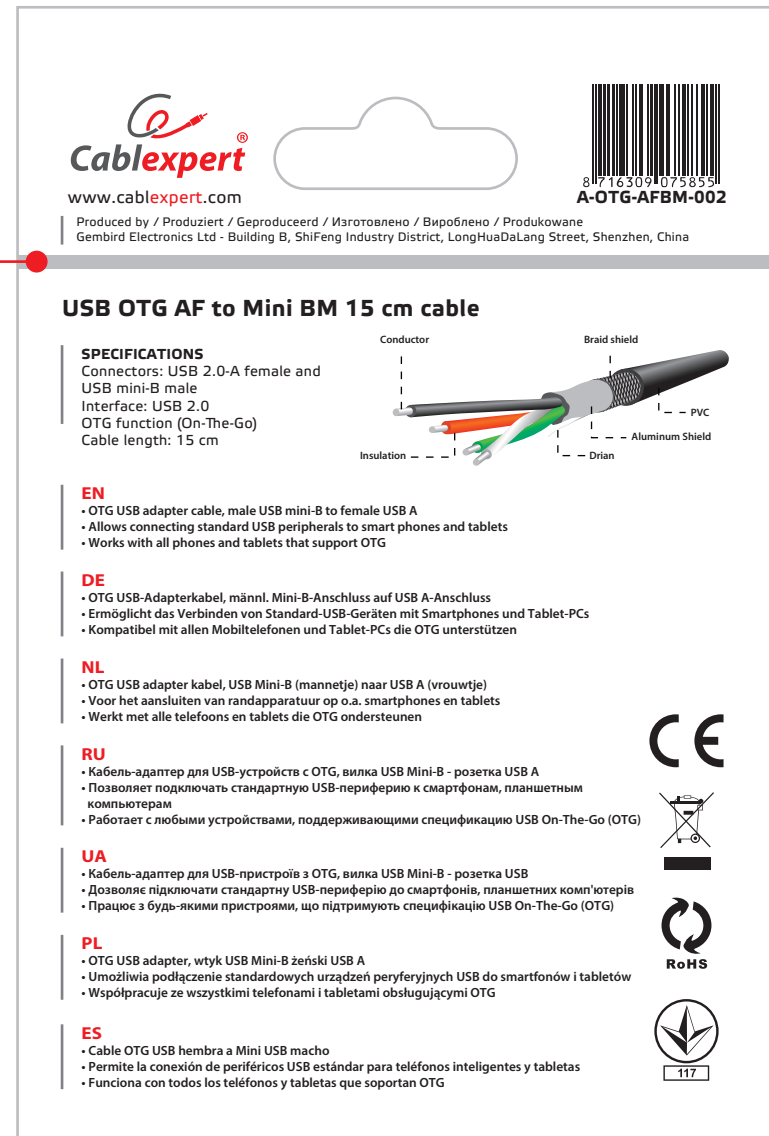 Cablexpert®
www.cablexpert.com
8 716309 075855
A-OTG-AFBM-002
Produced by / Produziert / Geproduceerd / Изготовлено / Вироблено / Produkowane
Gembird Electronics Ltd - Building B, ShiFeng Industry District, LongHuaDaLang Street, Shenzhen, China
USB OTG AF to Mini BM 15 cm cable
SPECIFICATIONS
Connectors: USB 2.0-A female and
USB mini-B male
Interface: USB 2.0
OTG function (On-The-Go)
Cable length: 15 cm
Conductor
Braid shield
PVC
Aluminum Shield
Insulation
Drian
EN
• OTG USB adapter cable, male USB mini-B to female USB A
• Allows connecting standard USB peripherals to smart phones and tablets
• Works with all phones and tablets that support OTG
DE
• OTG USB-Adapterkabel, männl. Mini-B-Anschluss auf USB A-Anschluss
• Ermöglicht das Verbinden von Standard-USB-Geräten mit Smartphones und Tablet-PCs
• Kompatibel mit allen Mobiltelefonen und Tablet-PCs die OTG unterstützen
NL
• OTG USB adapter kabel, USB Mini-B (mannetje) naar USB A (vrouwtje)
• Voor het aansluiten van randapparatuur op o.a. smartphones en tablets
• Werkt met alle telefoons en tablets die OTG ondersteunen
RU
• Кабель-адаптер для USB-устройств с OTG, вилка USB Mini-B - розетка USB A
• Позволяет подключать стандартную USB-периферию к смартфонам, планшетным
компьютерам
• Работает с любыми устройствами, поддерживающими спецификацию USB On-The-Go (OTG)
UA
• Кабель-адаптер для USB-пристроїв з OTG, вилка USB Mini-B - розетка USB
• Дозволяє підключати стандартну USB-периферію до смартфонів, планшетних комп'ютерів
• Працює з будь-якими пристроями, що підтримують специфікацію USB On-The-Go (OTG)
PL
• OTG USB adapter, wtyk USB Mini-B żeński USB A
• Umożliwia podłączenie standardowych urządzeń peryferyjnych USB do smartfonów i tabletów
• Współpracuje ze wszystkimi telefonami i tabletami obsługującymi OTG
ES
• Cable OTG USB hembra a Mini USB macho
• Permite la conexión de periféricos USB estándar para teléfonos inteligentes y tabletas
• Funciona con todos los teléfonos y tabletas que soportan OTG
CE
RoHS
117